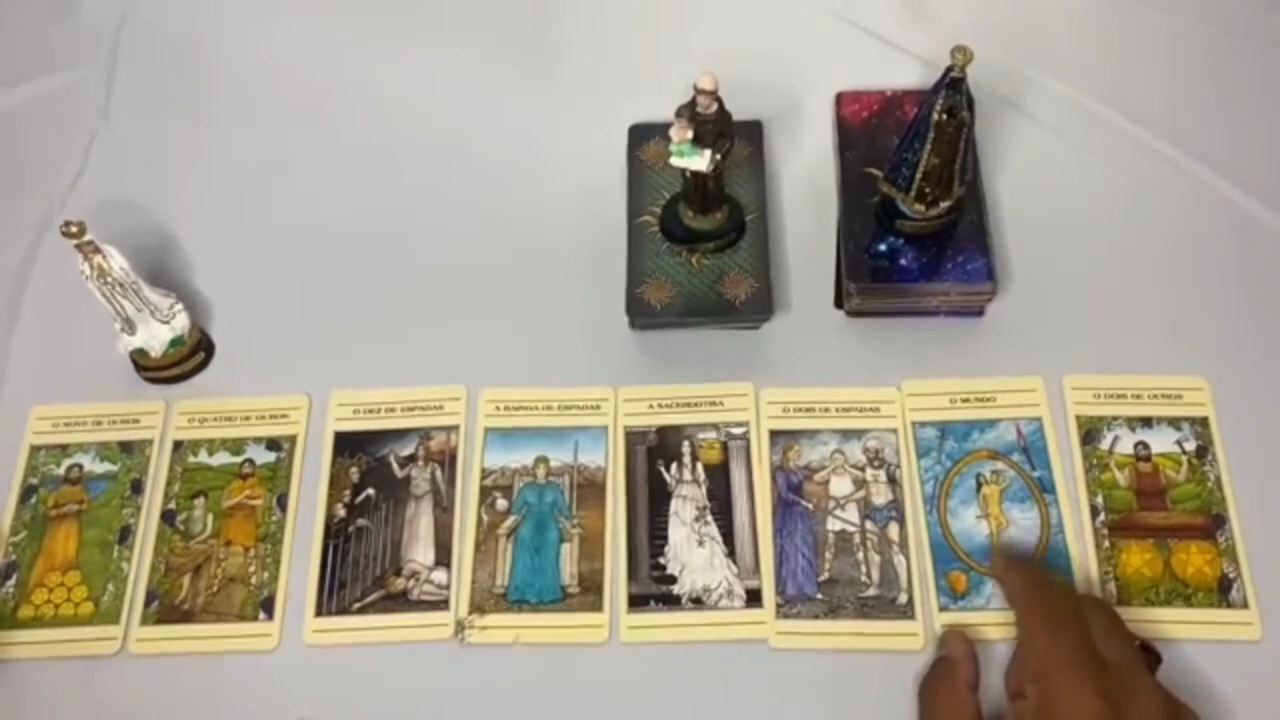 O NOVE DE OUROS
O QUATRO DE OUROS
O DEZ DE ESPADAS
A RAINHA DE ESPADAS
A SACERDOTISA
O DOIS DE ESPADAS
O MUNDO
O DOIS DE OUROS